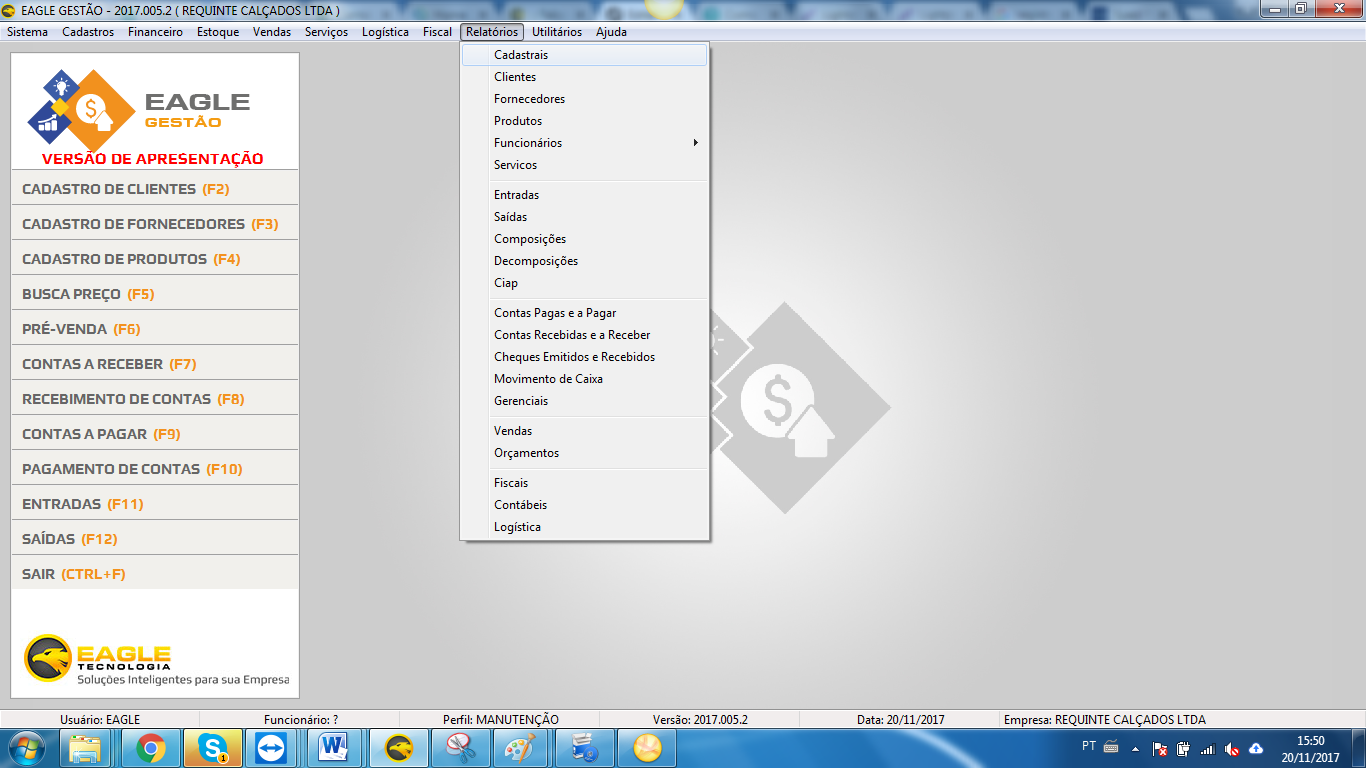 EAGLE GESTÃO - 2017.005.2 ( REQUINTE CALÇADOS LTDA )
Sistema Cadastros Financeiro Estoque Vendas Serviços Logística Fiscal Relatórios Utilitários Ajuda
EAGLE
GESTÃO
VERSÃO DE APRESENTAÇÃO
CADASTRO DE CLIENTES (F2)
CADASTRO DE FORNECEDORES (F3)
CADASTRO DE PRODUTOS (F4)
BUSCA PREÇO (F5)
PRÉ-VENDA (F6)
CONTAS A RECEBER (F7)
RECEBIMENTO DE CONTAS (F8)
CONTAS A PAGAR (F9)
PAGAMENTO DE CONTAS (F10)
ENTRADAS (F11)
SAÍDAS (F12)
SAIR (CTRL+F)
EAGLE
TECNOLOGIA
Soluções Inteligentes para sua Empresa
Cadastrais
Clientes
Fornecedores
Produtos
Funcionários
Servicos
Entradas
Saídas
Composições
Decomposições
Ciap
Contas Pagas e a Pagar
Contas Recebidas e a Receber
Cheques Emitidos e Recebidos
Movimento de Caixa
Gerenciais
Vendas
Orçamentos
Fiscais
Contábeis
Logística
$
Usuário: EAGLE Funcionário: ? Perfil: MANUTENÇÃO Versão: 2017.005.2 Data: 20/11/2017 Empresa: REQUINTE CALÇADOS LTDA
PT 15:50
20/11/2017